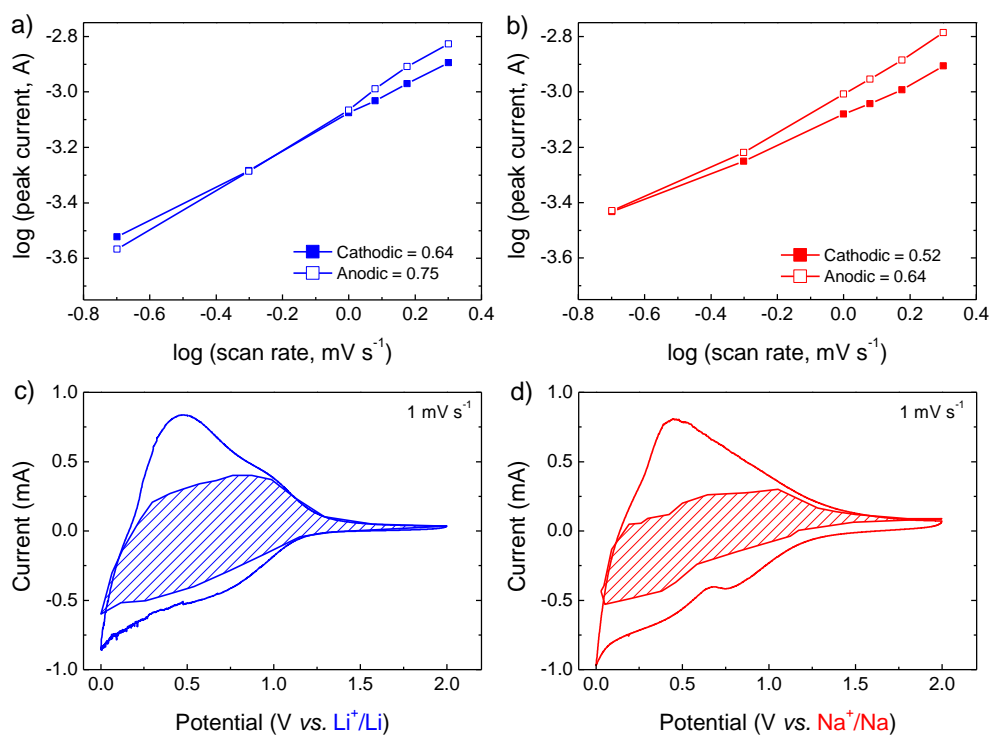 a)
log (peak current, A)
-2.8
-3.0
-3.2
-3.4
-3.6
-0.8 -0.6 -0.4 -0.2 0.0 0.2 0.4
log (scan rate, mV s⁻¹)
Cathodic = 0.64
Anodic = 0.75
b)
log (peak current, A)
-2.8
-3.0
-3.2
-3.4
-3.6
-0.8 -0.6 -0.4 -0.2 0.0 0.2 0.4
log (scan rate, mV s⁻¹)
Cathodic = 0.52
Anodic = 0.64
c)
Current (mA)
1.0
0.5
0.0
-0.5
-1.0
0.0 0.5 1.0 1.5 2.0
Potential (V vs. Li⁺/Li)
1 mV s⁻¹
d)
Current (mA)
1.0
0.5
0.0
-0.5
-1.0
0.0 0.5 1.0 1.5 2.0
Potential (V vs. Na⁺/Na)
1 mV s⁻¹